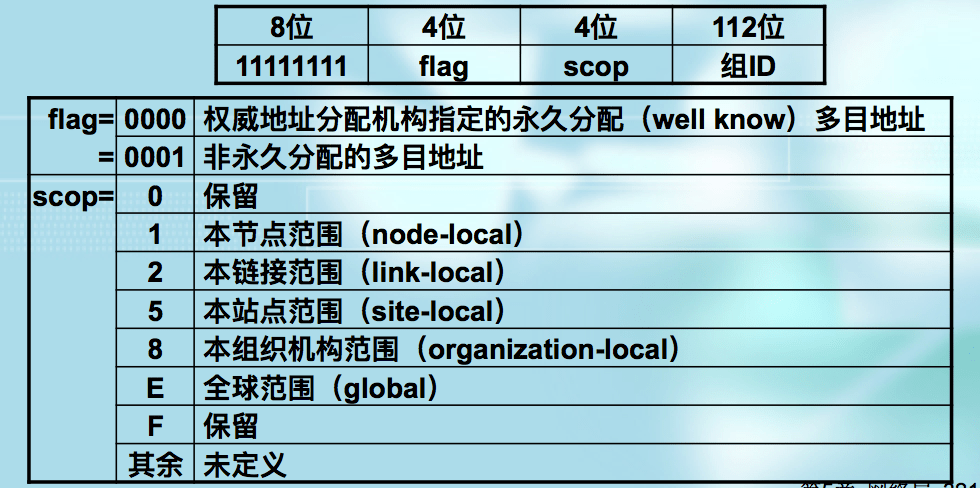 8位 4位 4位 112位
11111111 flag scop 组ID
flag= 0000 权威地址分配机构指定的永久分配（well know）多目地址
= 0001 非永久分配的多目地址
scop= 0 保留
1 本节点范围（node-local）
2 本链接范围（link-local）
5 本站点范围（site-local）
8 本组织机构范围（organization-local）
E 全球范围（global）
F 保留
其余 未定义